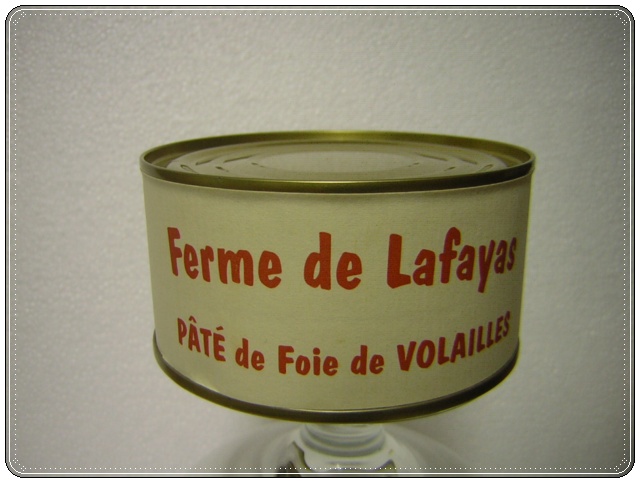 Ferme de Lafayas
PÂTÉ de Foie de VOLAILLES